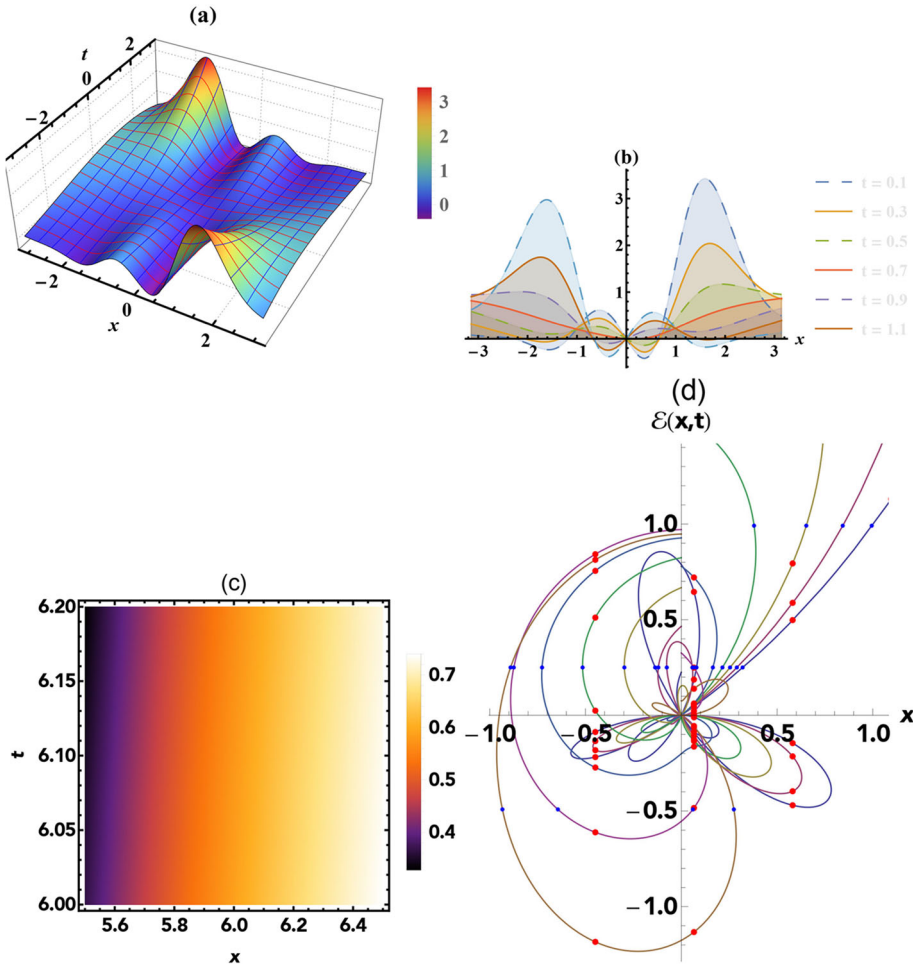 (a)
t
2
0
−2
−2
0
x
2
3
2
1
0
(b)
3
2
1
−3
−2
−1
1
2
3
x
t = 0.1
t = 0.3
t = 0.5
t = 0.7
t = 0.9
t = 1.1
(c)
6.20
6.15
t
6.10
6.05
6.00
5.6
5.8
6.0
6.2
6.4
x
0.7
0.6
0.5
0.4
(d)
ℰ(x,t)
1.0
0.5
−1.0
−0.5
0.5
1.0
x
−0.5
−1.0